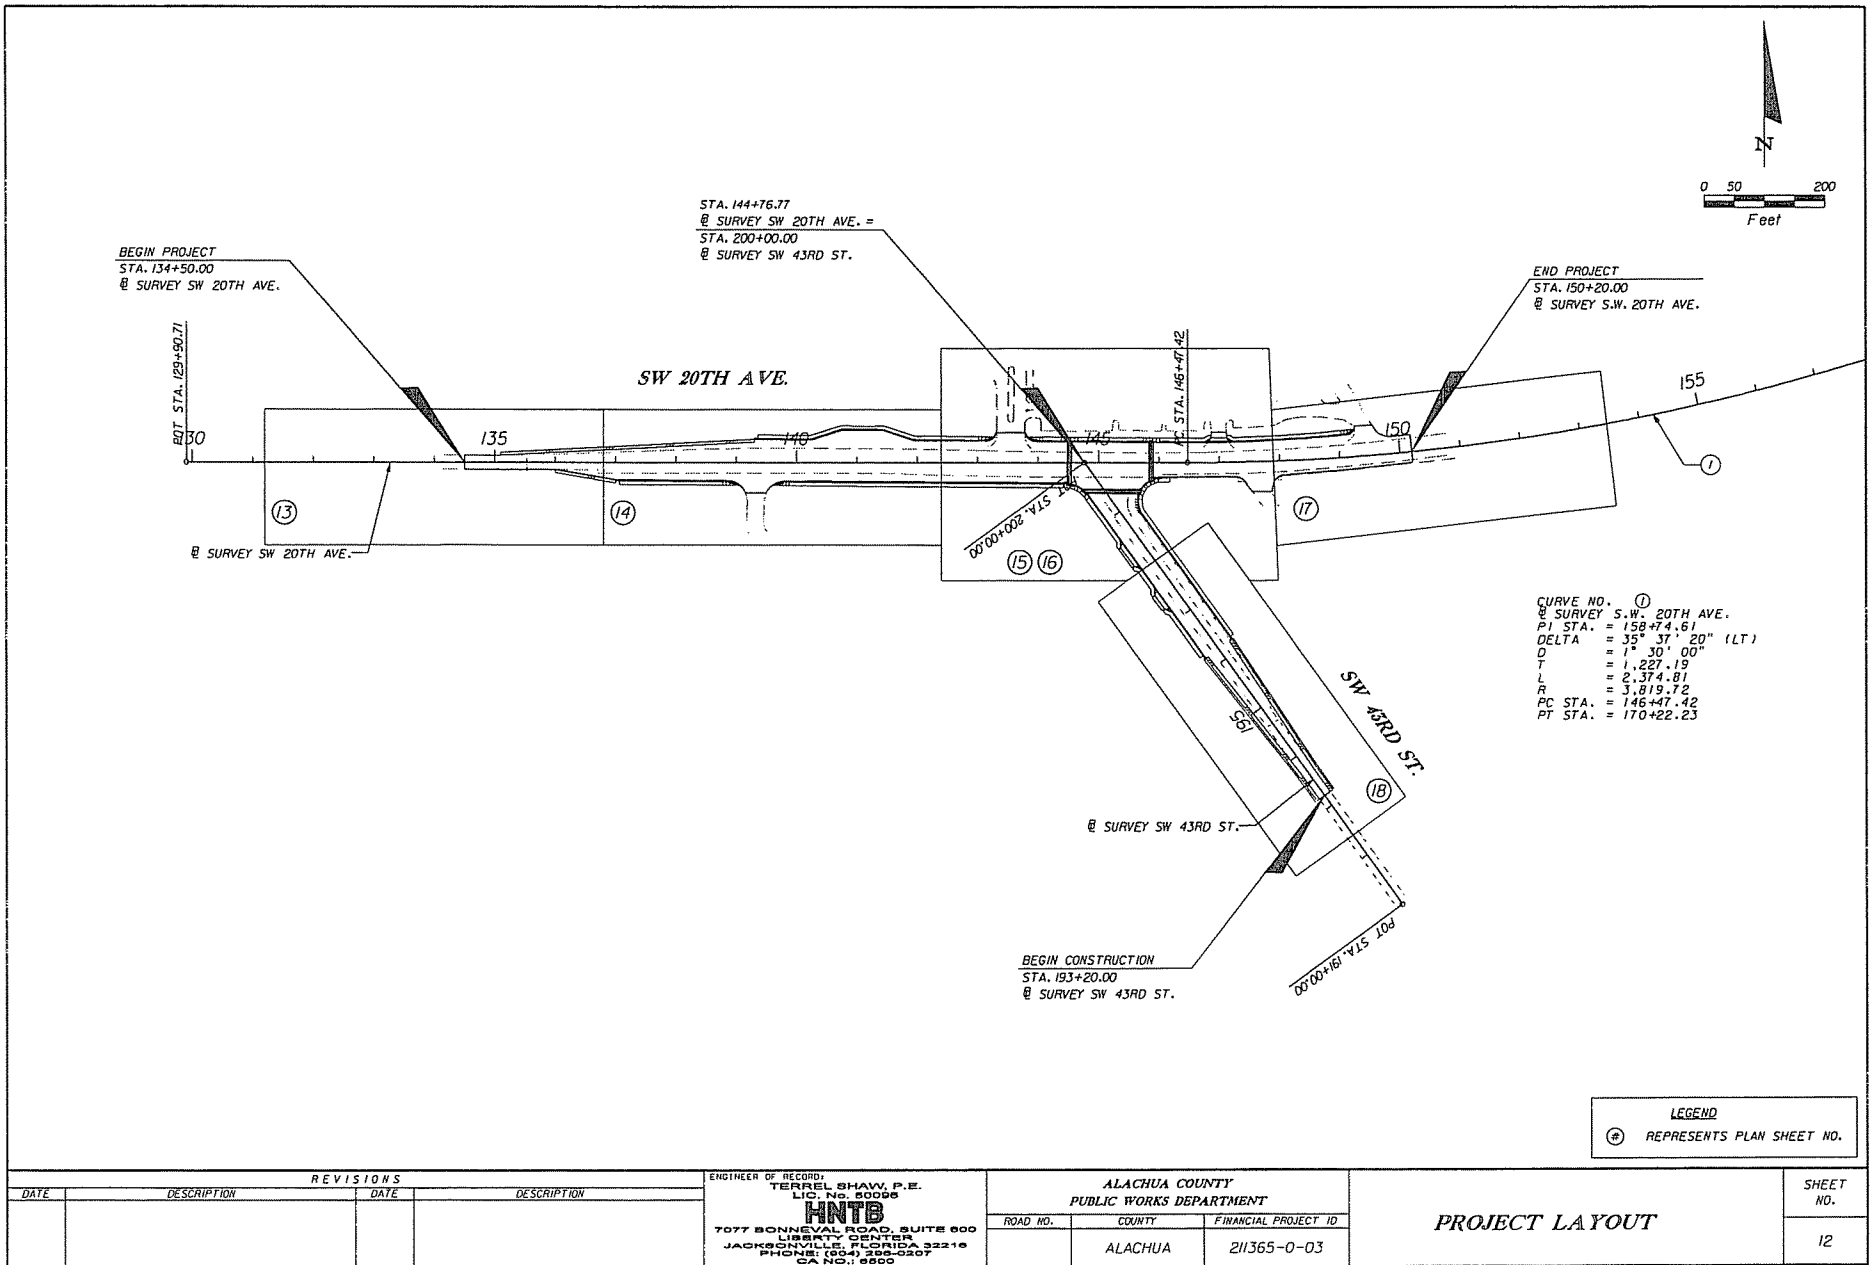 N
0 50 200
Feet
STA. 144+76.77
℄ SURVEY SW 20TH AVE. =
STA. 200+00.00
℄ SURVEY SW 43RD ST.
BEGIN PROJECT
STA. 134+50.00
℄ SURVEY SW 20TH AVE.
END PROJECT
STA. 150+20.00
℄ SURVEY S.W. 20TH AVE.
POT STA. 129+90.71
SW 20TH AVE.
PC STA. 146+47.42
130
135
140
145
150
155
1
13
14
POT STA. 200+00.00
15 16
17
℄ SURVEY SW 20TH AVE.
CURVE NO. 1
℄ SURVEY S.W. 20TH AVE.
PI STA. = 158+74.61
DELTA = 35° 37' 20" (LT)
D = 1° 30' 00"
T = 1,227.19
L = 2,374.81
R = 3,819.72
PC STA. = 146+47.42
PT STA. = 170+22.23
SW 43RD ST.
195
18
℄ SURVEY SW 43RD ST.
POT STA. 191+00.00
BEGIN CONSTRUCTION
STA. 193+20.00
℄ SURVEY SW 43RD ST.
LEGEND
# REPRESENTS PLAN SHEET NO.
REVISIONS
DATE DESCRIPTION DATE DESCRIPTION
ENGINEER OF RECORD:
TERREL SHAW, P.E.
LIC. No. 50096
HNTB
7077 BONNEVAL ROAD, SUITE 600
LIBERTY CENTER
JACKSONVILLE, FLORIDA 32216
PHONE: (904) 296-0207
CA NO.: 6500
ALACHUA COUNTY
PUBLIC WORKS DEPARTMENT
ROAD NO. COUNTY FINANCIAL PROJECT ID
ALACHUA 211365-0-03
PROJECT LAYOUT
SHEET NO.
12